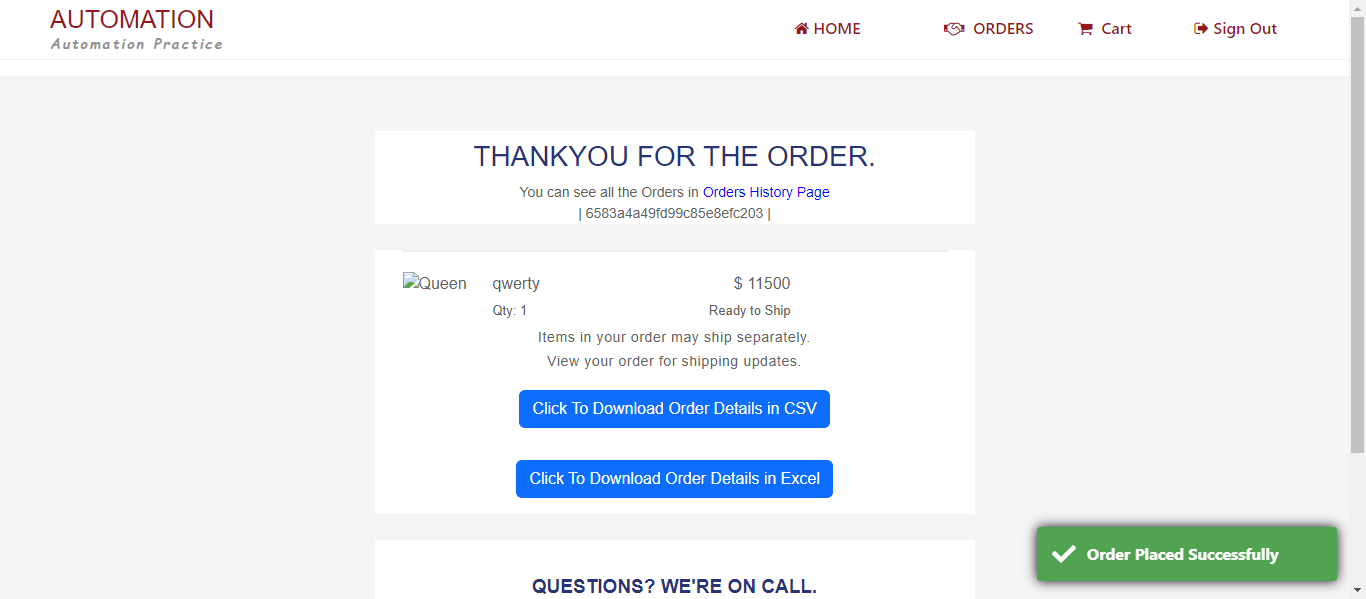 AUTOMATION
Automation Practice
HOME
ORDERS
Cart
Sign Out
THANKYOU FOR THE ORDER.
You can see all the Orders in Orders History Page
| 6583a4a49fd99c85e8efc203 |
Queen
qwerty
$ 11500
Qty: 1
Ready to Ship
Items in your order may ship separately.
View your order for shipping updates.
Click To Download Order Details in CSV
Click To Download Order Details in Excel
Order Placed Successfully
QUESTIONS? WE'RE ON CALL.